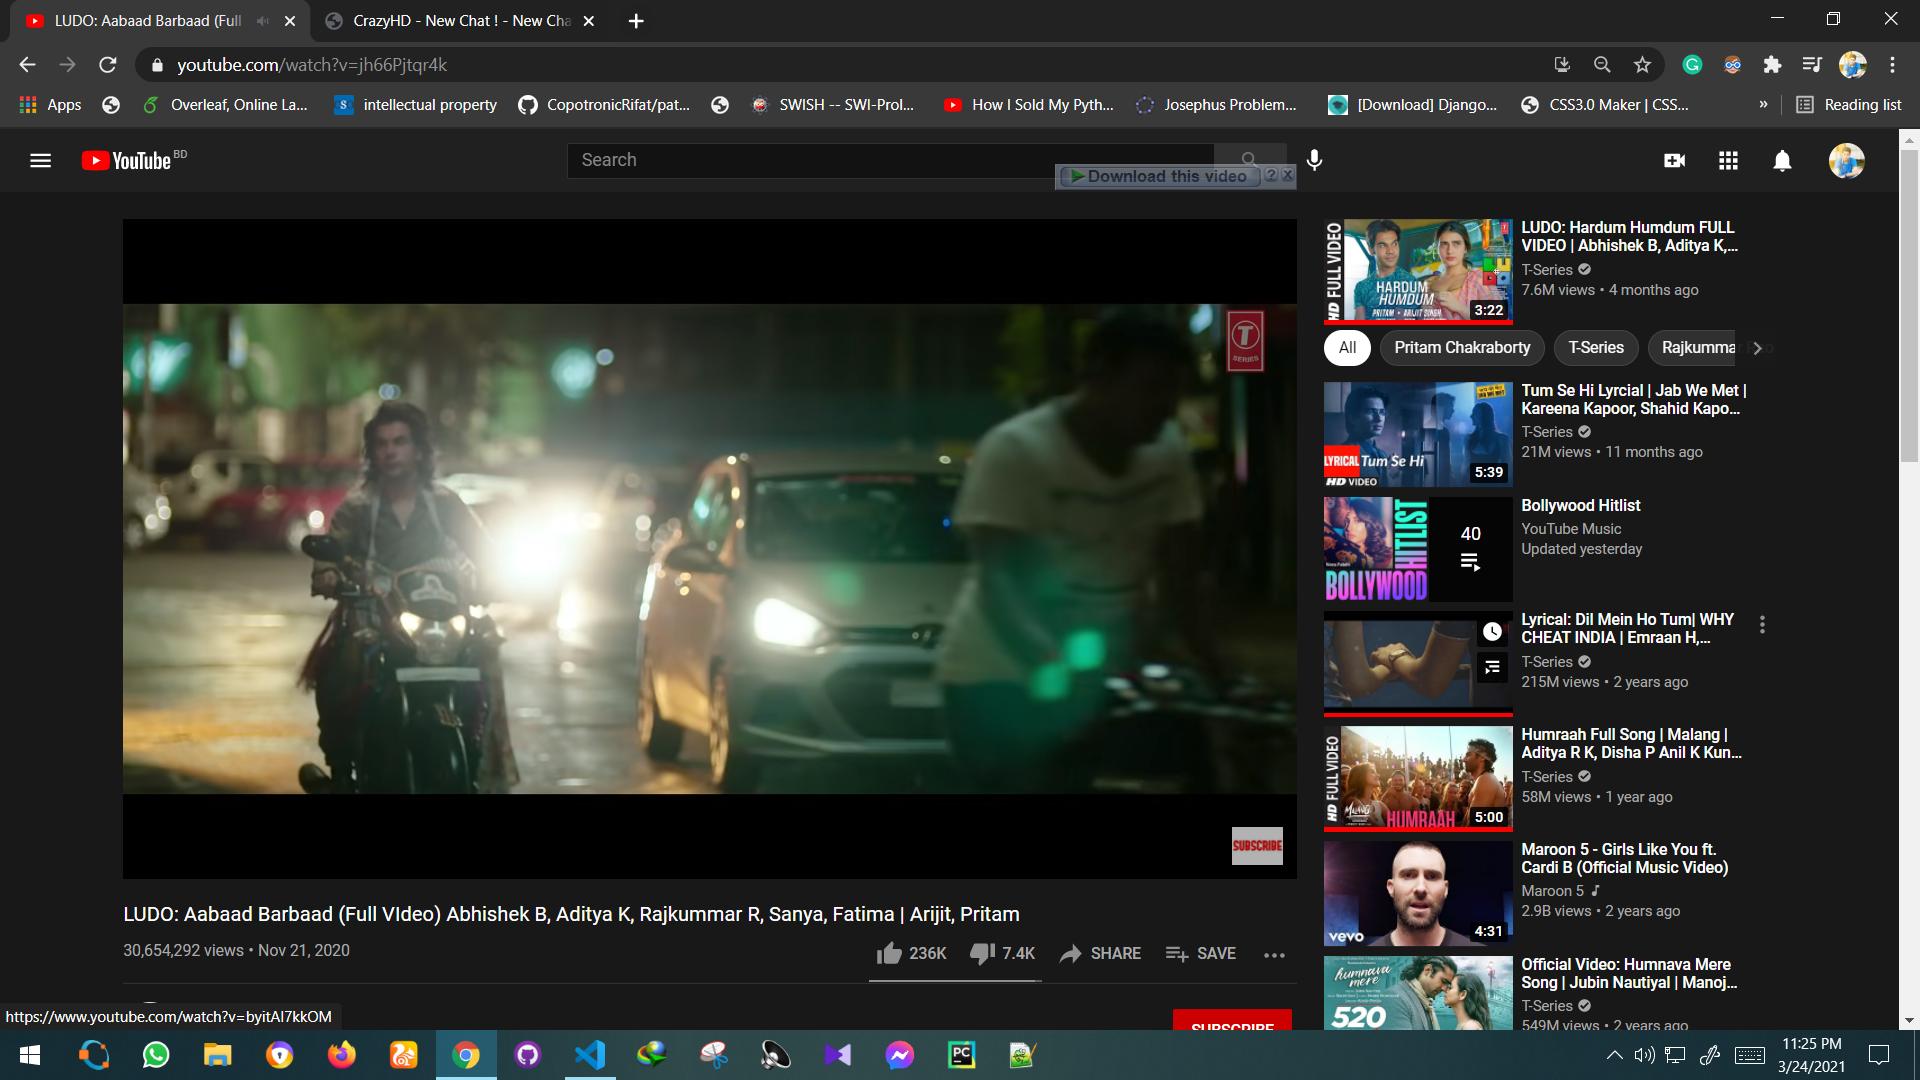 LUDO: Aabaad Barbaad (Full
CrazyHD - New Chat ! - New Cha
youtube.com/watch?v=jh66Pjtqr4k
Apps
Overleaf, Online La...
intellectual property
CopotronicRifat/pat...
SWISH -- SWI-Prol...
How I Sold My Pyth...
Josephus Problem...
[Download] Django...
CSS3.0 Maker | CSS...
»
Reading list
YouTube BD
Search
Download this video
T
SERIES
SUBSCRIBE
LUDO: Aabaad Barbaad (Full VIdeo) Abhishek B, Aditya K, Rajkummar R, Sanya, Fatima | Arijit, Pritam
30,654,292 views • Nov 21, 2020
236K
7.4K
SHARE
SAVE
SUBSCRIBE
HD FULL VIDEO
HARDUM
HUMDUM
PRITAM • ARIJIT SINGH
3:22
LUDO: Hardum Humdum FULL
VIDEO | Abhishek B, Aditya K,...
T-Series
7.6M views • 4 months ago
All
Pritam Chakraborty
T-Series
Rajkummar
JAB WE MET
LYRICAL Tum Se Hi
HD VIDEO
5:39
Tum Se Hi Lyrcial | Jab We Met |
Kareena Kapoor, Shahid Kapo...
T-Series
21M views • 11 months ago
HITLIST
BOLLYWOOD
40
Bollywood Hitlist
YouTube Music
Updated yesterday
Lyrical: Dil Mein Ho Tum| WHY
CHEAT INDIA | Emraan H,...
T-Series
215M views • 2 years ago
HD FULL VIDEO
MALANG
HUMRAAH
5:00
Humraah Full Song | Malang |
Aditya R K, Disha P Anil K Kun...
T-Series
58M views • 1 year ago
vevo
4:31
Maroon 5 - Girls Like You ft.
Cardi B (Official Music Video)
Maroon 5
2.9B views • 2 years ago
humnava
mere
520
Official Video: Humnava Mere
Song | Jubin Nautiyal | Manoj...
T-Series
549M views • 2 years ago
https://www.youtube.com/watch?v=byitAI7kkOM
PC
11:25 PM
3/24/2021